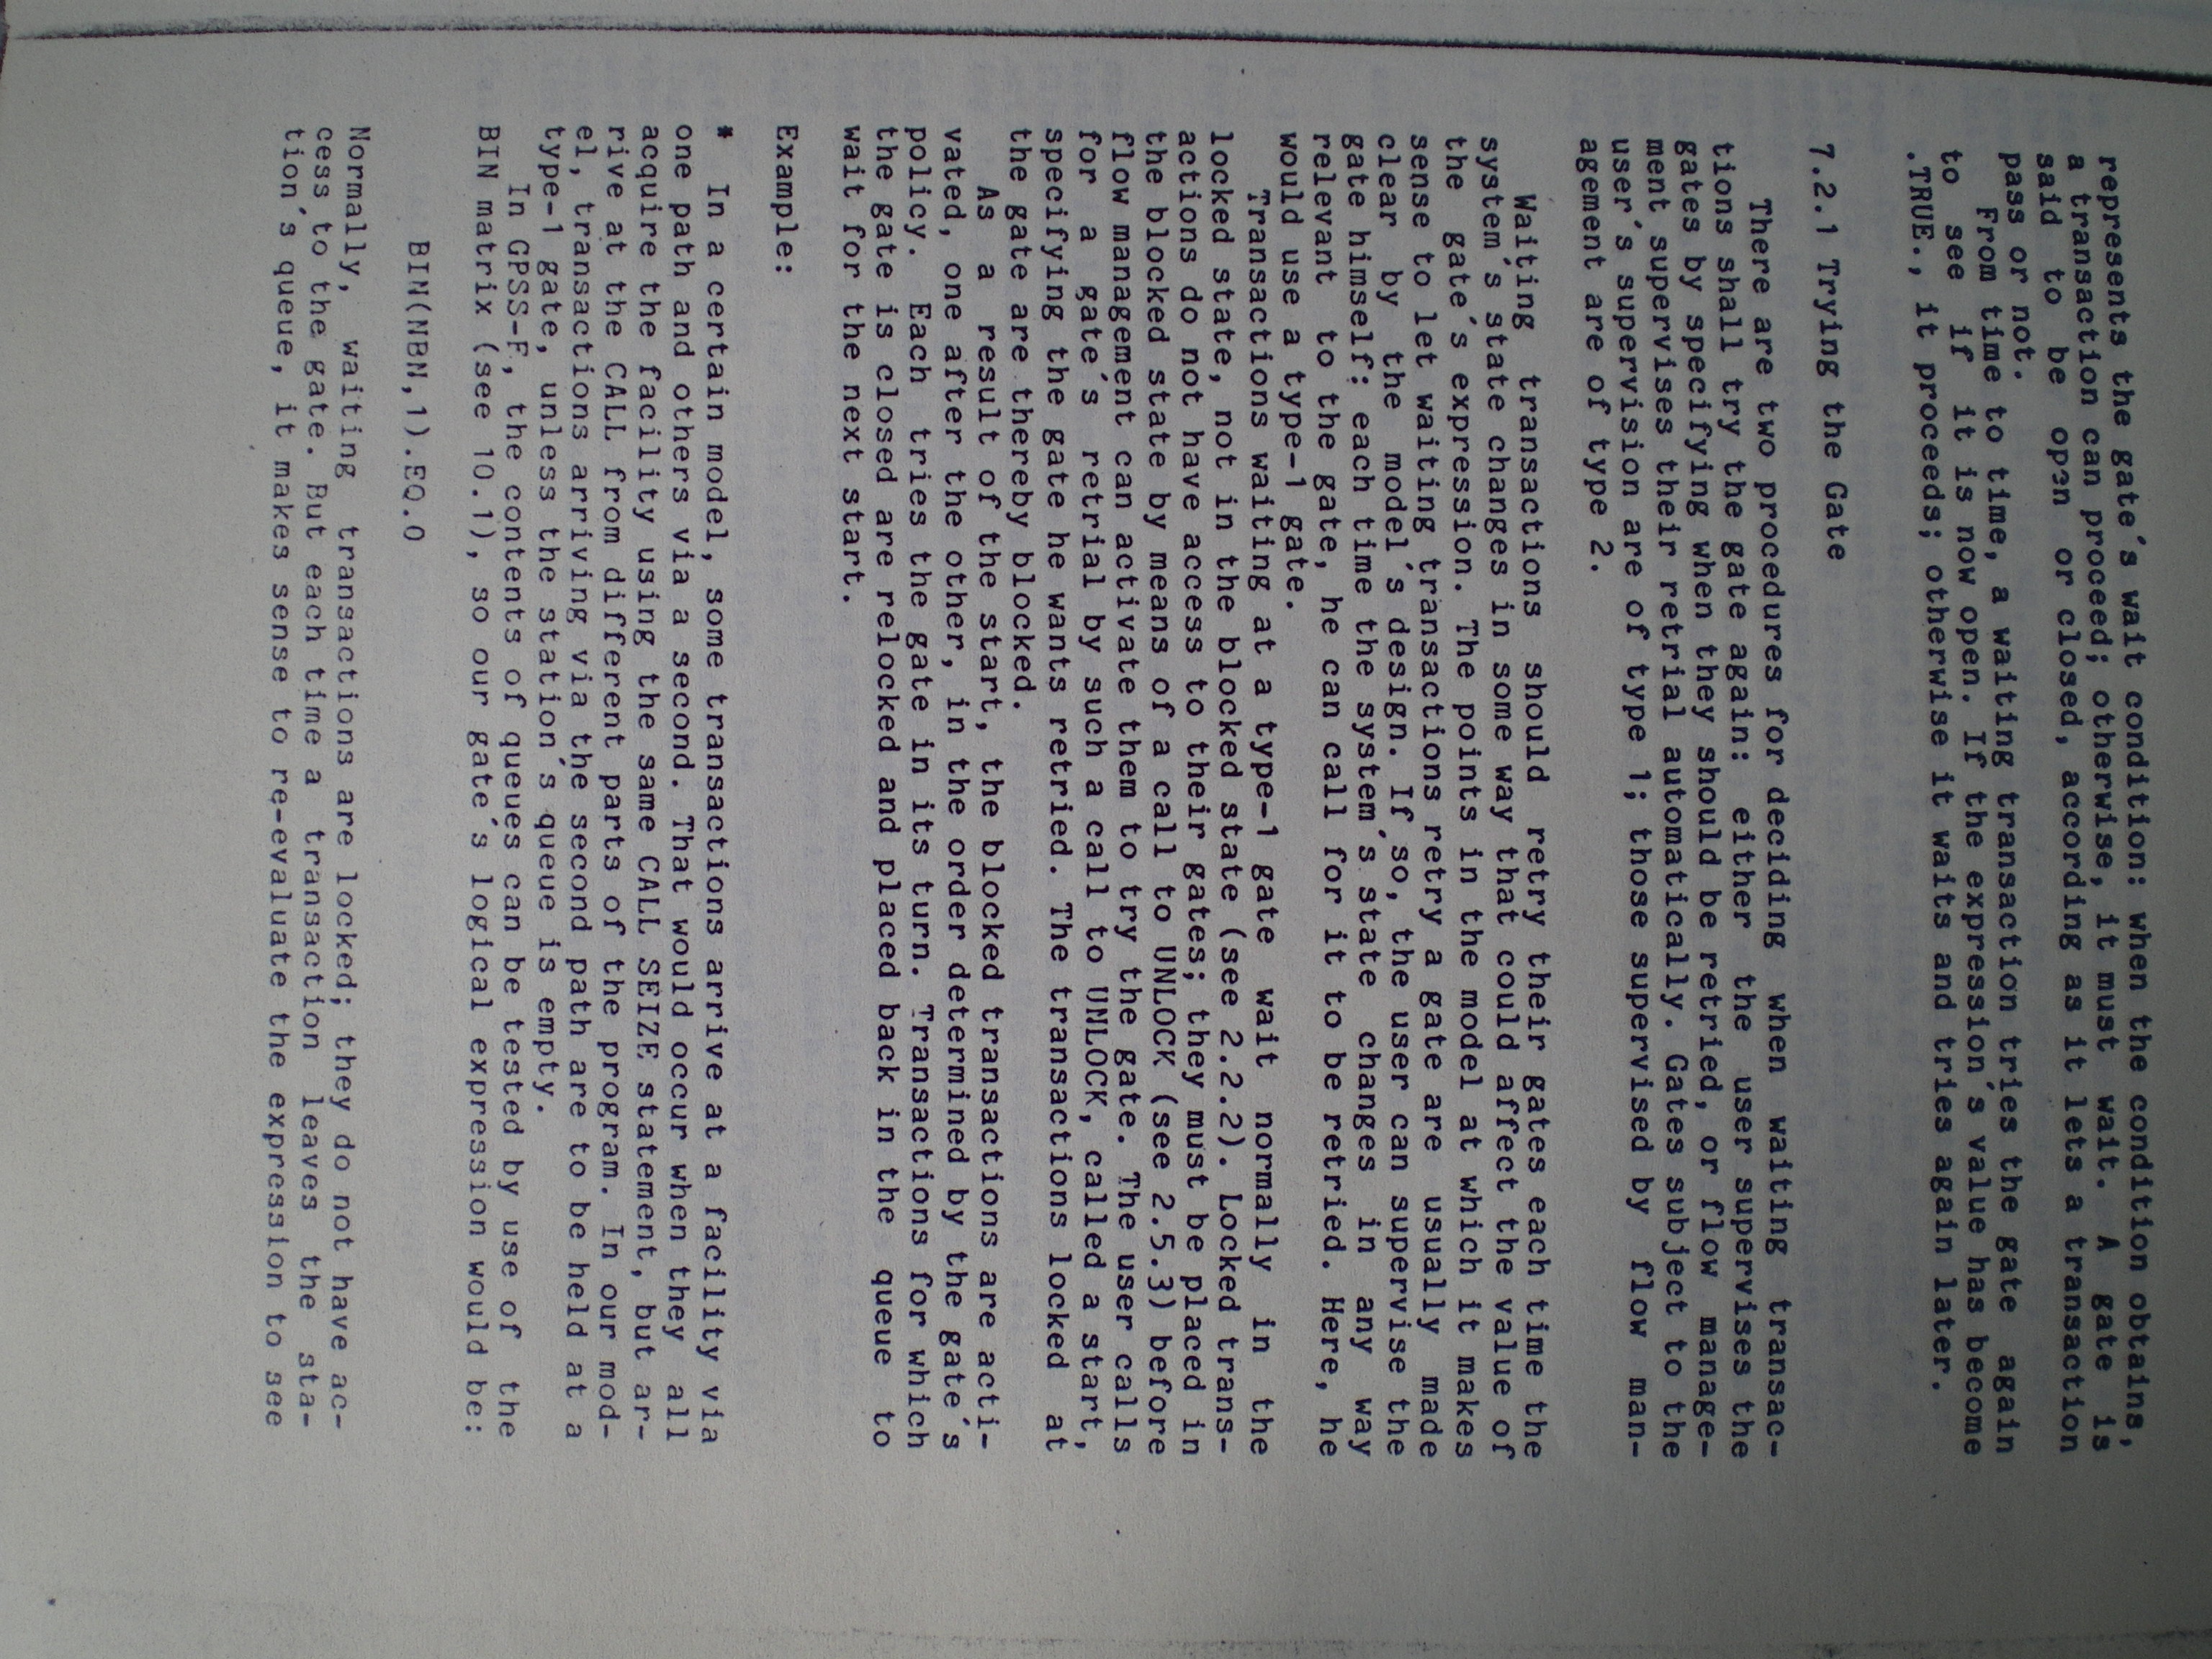 represents the gate's wait condition: when the condition obtains,
a transaction can proceed; otherwise, it must wait. A gate is
said to be open or closed, according as it lets a transaction
pass or not.
From time to time, a waiting transaction tries the gate again
to see if it is now open. If the expression's value has become
.TRUE., it proceeds; otherwise it waits and tries again later.
7.2.1 Trying the Gate
There are two procedures for deciding when waiting transac-
tions shall try the gate again: either the user supervises the
gates by specifying when they should be retried, or flow manage-
ment supervises their retrial automatically. Gates subject to the
user's supervision are of type 1; those supervised by flow man-
agement are of type 2.
Waiting transactions should retry their gates each time the
system's state changes in some way that could affect the value of
the gate's expression. The points in the model at which it makes
sense to let waiting transactions retry a gate are usually made
clear by the model's design. If so, the user can supervise the
gate himself: each time the system's state changes in any way
relevant to the gate, he can call for it to be retried. Here, he
would use a type-1 gate.
Transactions waiting at a type-1 gate wait normally in the
locked state, not in the blocked state (see 2.2.2). Locked trans-
actions do not have access to their gates; they must be placed in
the blocked state by means of a call to UNLOCK (see 2.5.3) before
flow management can activate them to try the gate. The user calls
for a gate's retrial by such a call to UNLOCK, called a start,
specifying the gate he wants retried. The transactions locked at
the gate are thereby blocked.
As a result of the start, the blocked transactions are acti-
vated, one after the other, in the order determined by the gate's
policy. Each tries the gate in its turn. Transactions for which
the gate is closed are relocked and placed back in the queue to
wait for the next start.
Example:
* In a certain model, some transactions arrive at a facility via
one path and others via a second. That would occur when they all
acquire the facility using the same CALL SEIZE statement, but ar-
rive at the CALL from different parts of the program. In our mod-
el, transactions arriving via the second path are to be held at a
type-1 gate, unless the station's queue is empty.
In GPSS-F, the contents of queues can be tested by use of the
BIN matrix (see 10.1), so our gate's logical expression would be:
BIN(NBN,1).EQ.0
Normally, waiting transactions are locked; they do not have ac-
cess to the gate. But each time a transaction leaves the sta-
tion's queue, it makes sense to re-evaluate the expression to see